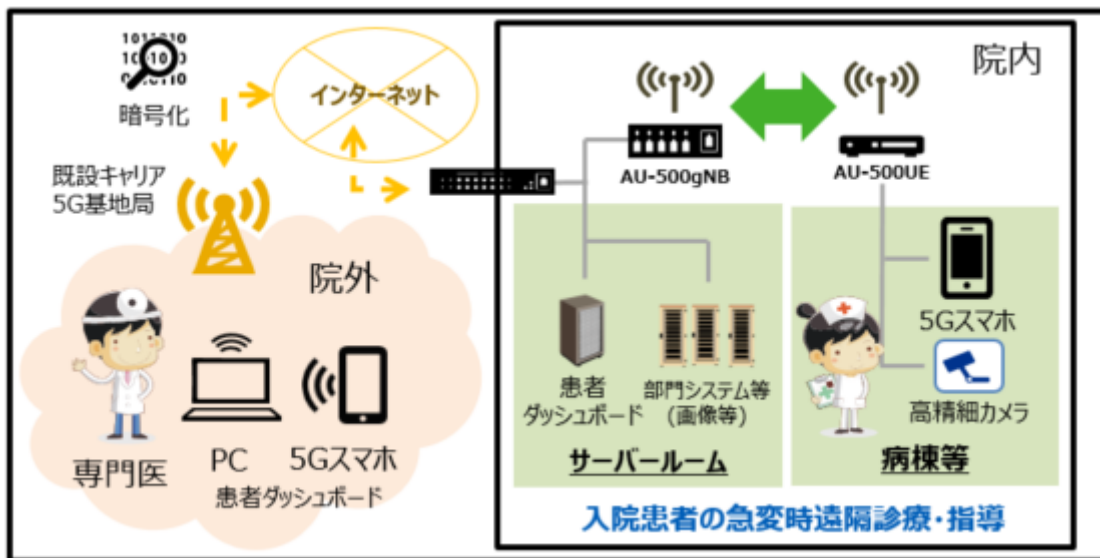 1011010
1001010
010110
暗号化
インターネット
既設キャリア
5G基地局
院外
専門医
PC
5Gスマホ
患者ダッシュボード
院内
AU-500gNB
AU-500UE
患者
ダッシュボード
部門システム等
(画像等)
サーバールーム
5Gスマホ
高精細カメラ
病棟等
入院患者の急変時遠隔診療・指導